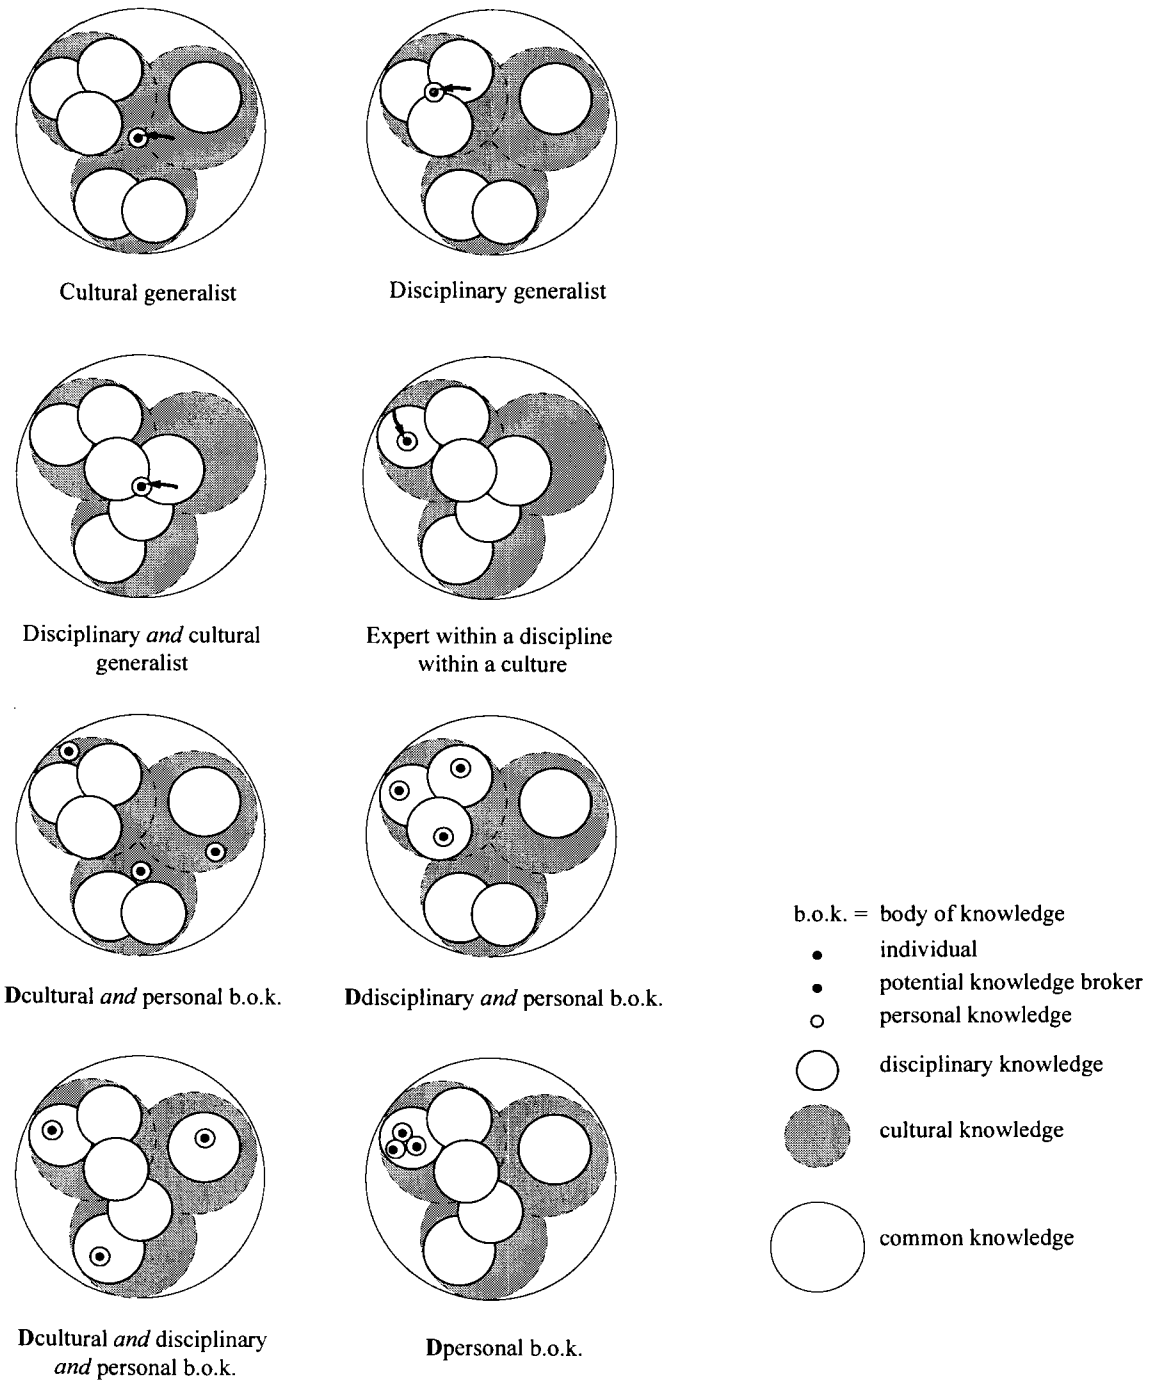 Cultural generalist
Disciplinary generalist
Disciplinary and cultural
generalist
Expert within a discipline
within a culture
Dcultural and personal b.o.k.
Ddisciplinary and personal b.o.k.
Dcultural and disciplinary
and personal b.o.k.
Dpersonal b.o.k.
b.o.k. = body of knowledge
individual
potential knowledge broker
personal knowledge
disciplinary knowledge
cultural knowledge
common knowledge